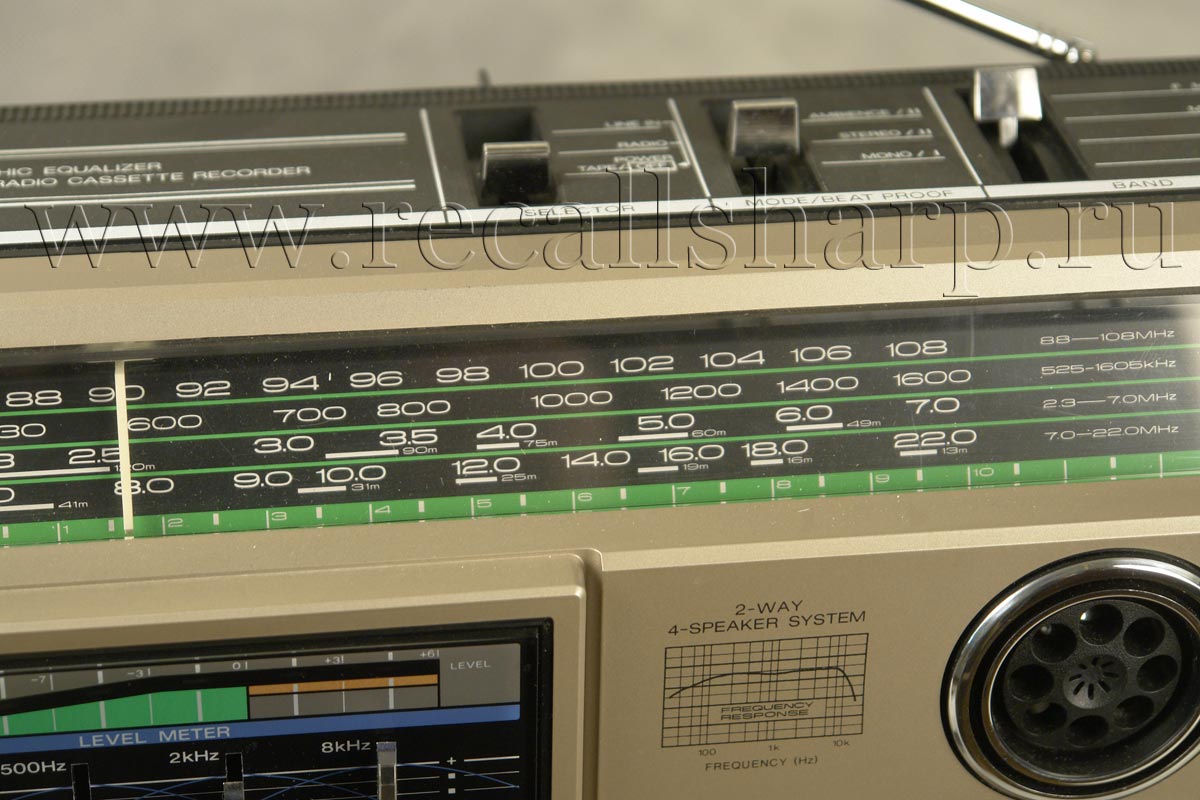 HIC EQUALIZER
RADIO CASSETTE RECORDER
LINE IN
RADIO
POWER
SELECTOR
AMBIENCE /
STEREO /
MONO /
MODE/BEAT PROOF
BAND
www.recallsharp.ru
88 90 92 94 96 98 100 102 104 106 108 88—108MHz
30 600 700 800 1000 1200 1400 1600 525-1605kHz
2.5 120m 3.0 3.5 90m 4.0 75m 5.0 60m 6.0 49m 7.0 2.3—7.0MHz
41m 8.0 9.0 10.0 31m 12.0 25m 14.0 16.0 19m 18.0 16m 22.0 13m 7.0—22.0MHz
1 2 3 4 5 6 7 8 9 10
2-WAY
4-SPEAKER SYSTEM
FREQUENCY
RESPONSE
100 1k 10k
FREQUENCY (Hz)
-7 -3 0 +3 +6 LEVEL
LEVEL METER
500Hz 2kHz 8kHz +